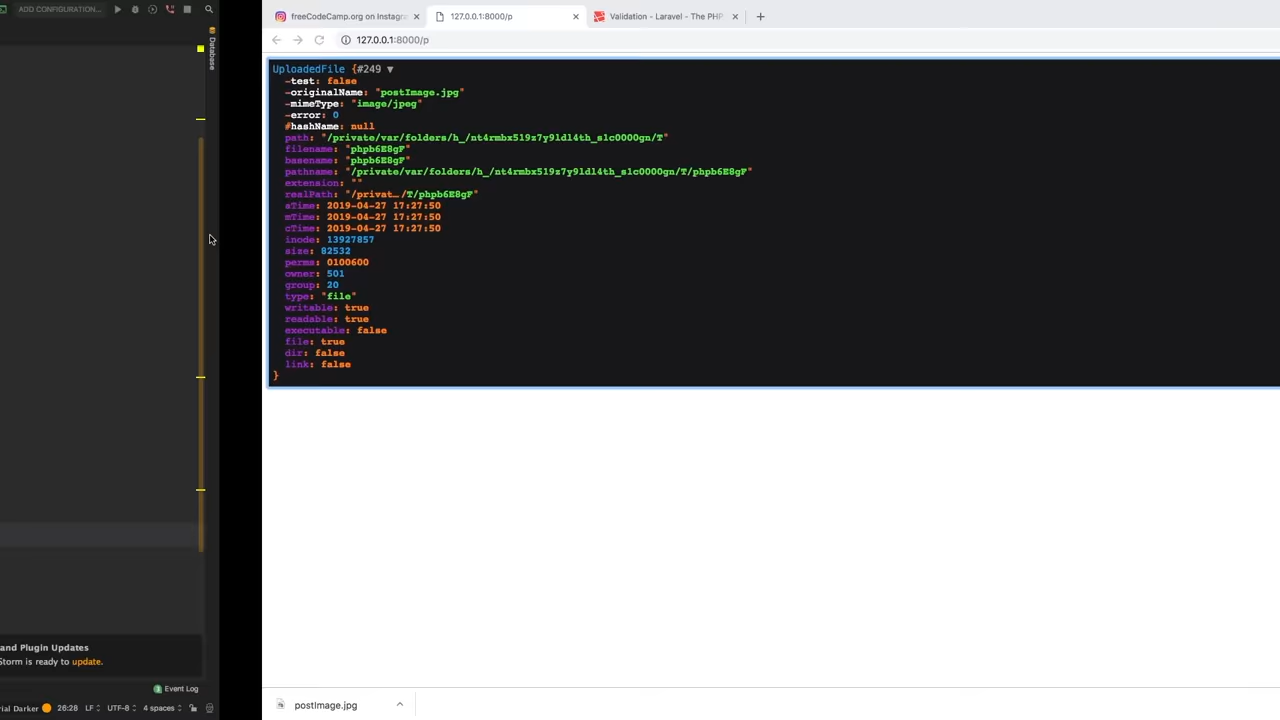 ADD CONFIGURATION...
Database
and Plugin Updates
Storm is ready to update.
Event Log
rial Darker
26:28
LF
UTF-8
4 spaces
freeCodeCamp.org on Instagra
127.0.0.1:8000/p
Validation - Laravel - The PHP
127.0.0.1:8000/p
UploadedFile {#249 ▼
-test: false
-originalName: "postImage.jpg"
-mimeType: "image/jpeg"
-error: 0
#hashName: null
path: "/private/var/folders/h_/nt4rmbx519z7y9ldl4th_s1c0000gn/T"
filename: "phpb6E8gF"
basename: "phpb6E8gF"
pathname: "/private/var/folders/h_/nt4rmbx519z7y9ldl4th_s1c0000gn/T/phpb6E8gF"
extension: ""
realPath: "/privat…/T/phpb6E8gF"
aTime: 2019-04-27 17:27:50
mTime: 2019-04-27 17:27:50
cTime: 2019-04-27 17:27:50
inode: 13927857
size: 82532
perms: 0100600
owner: 501
group: 20
type: "file"
writable: true
readable: true
executable: false
file: true
dir: false
link: false
}
postImage.jpg